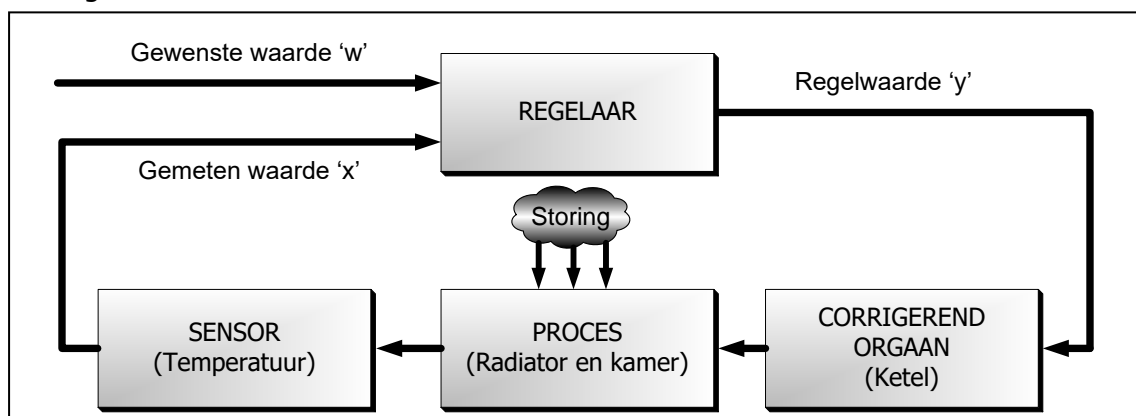 Gewenste waarde ‘w’
REGELAAR
Regelwaarde ‘y’
Gemeten waarde ‘x’
Storing
SENSOR
(Temperatuur)
PROCES
(Radiator en kamer)
CORRIGEREND
ORGAAN
(Ketel)